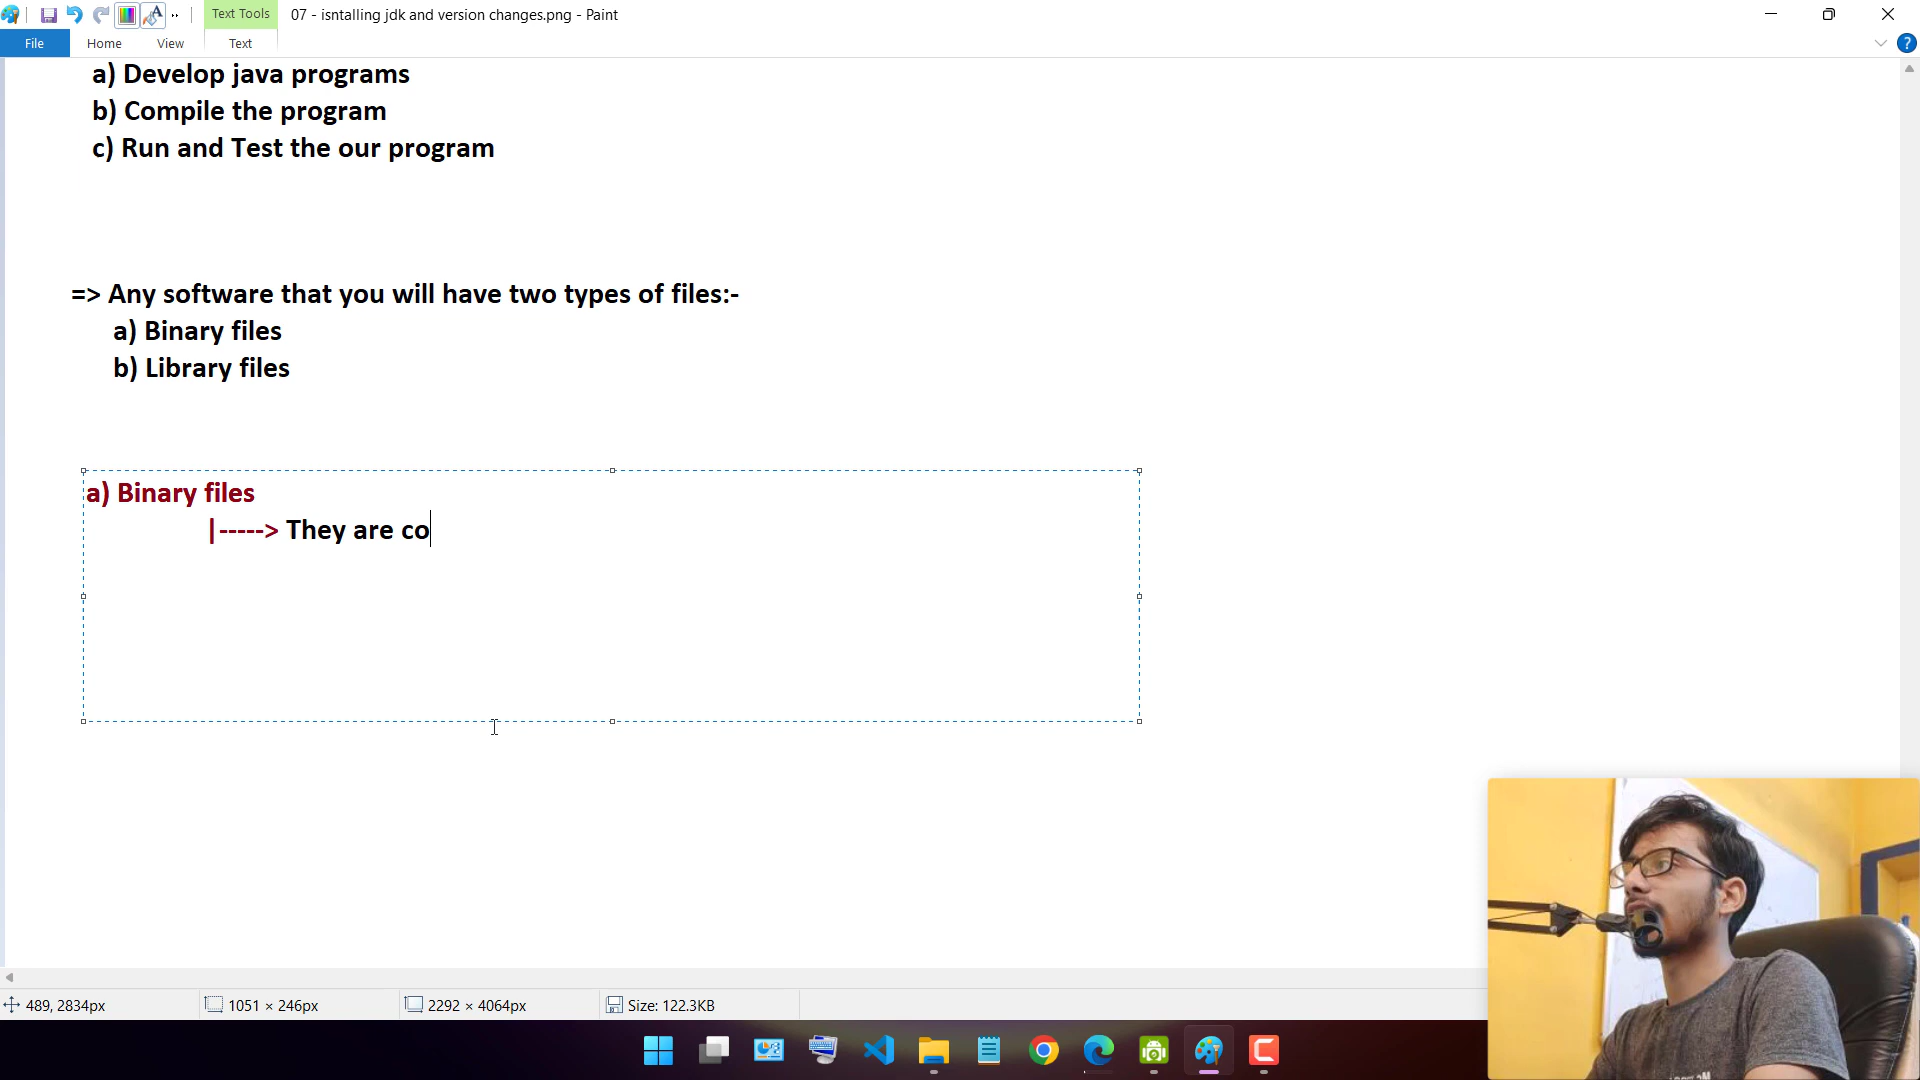 Text Tools
07 - isntalling jdk and version changes.png - Paint
File
Home
View
Text
a) Develop java programs
b) Compile the program
c) Run and Test the our program
=> Any software that you will have two types of files:-
a) Binary files
b) Library files
a) Binary files
|-----> They are co
489, 2834px
1051 × 246px
2292 × 4064px
Size: 122.3KB